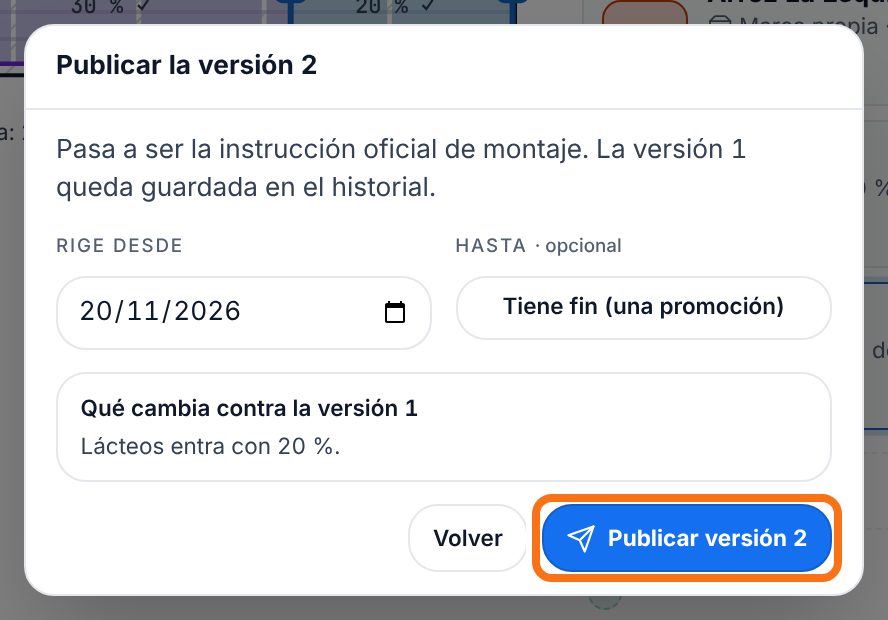 30 % ✓
20 % ✓
Publicar la versión 2
Pasa a ser la instrucción oficial de montaje. La versión 1
queda guardada en el historial.
RIGE DESDE
HASTA · opcional
20/11/2026
Tiene fin (una promoción)
Qué cambia contra la versión 1
Lácteos entra con 20 %.
Volver
Publicar versión 2